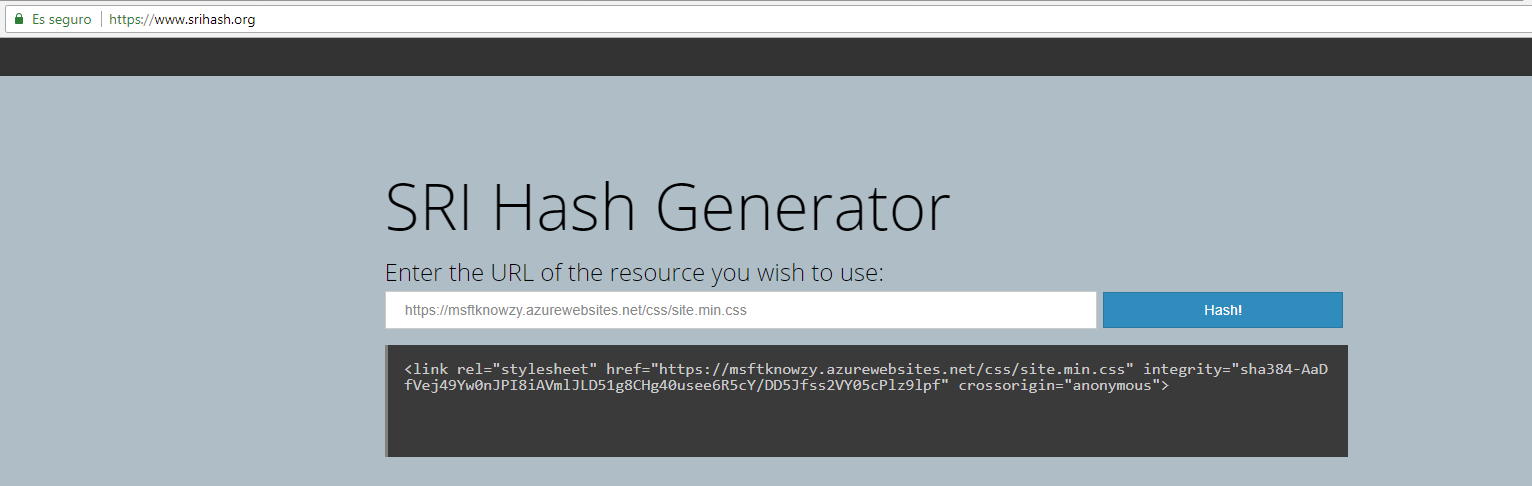 Es seguro https://www.srihash.org
SRI Hash Generator
Enter the URL of the resource you wish to use:
https://msftknowzy.azurewebsites.net/css/site.min.css Hash!
<link rel="stylesheet" href="https://msftknowzy.azurewebsites.net/css/site.min.css" integrity="sha384-AaD
fVej49Yw0nJPI8iAVmlJLD51g8CHg40usee6R5cY/DD5Jfss2VY05cPlz9lpf" crossorigin="anonymous">